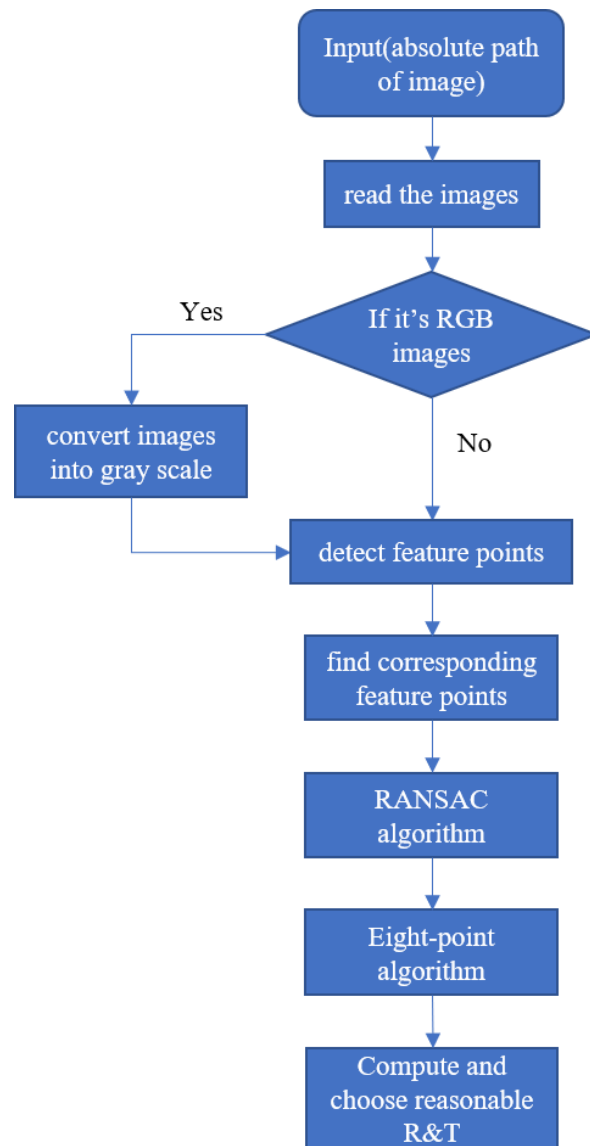 Input(absolute path
of image)
read the images
If it’s RGB
images
Yes
No
convert images
into gray scale
detect feature points
find corresponding
feature points
RANSAC
algorithm
Eight-point
algorithm
Compute and
choose reasonable
R&T